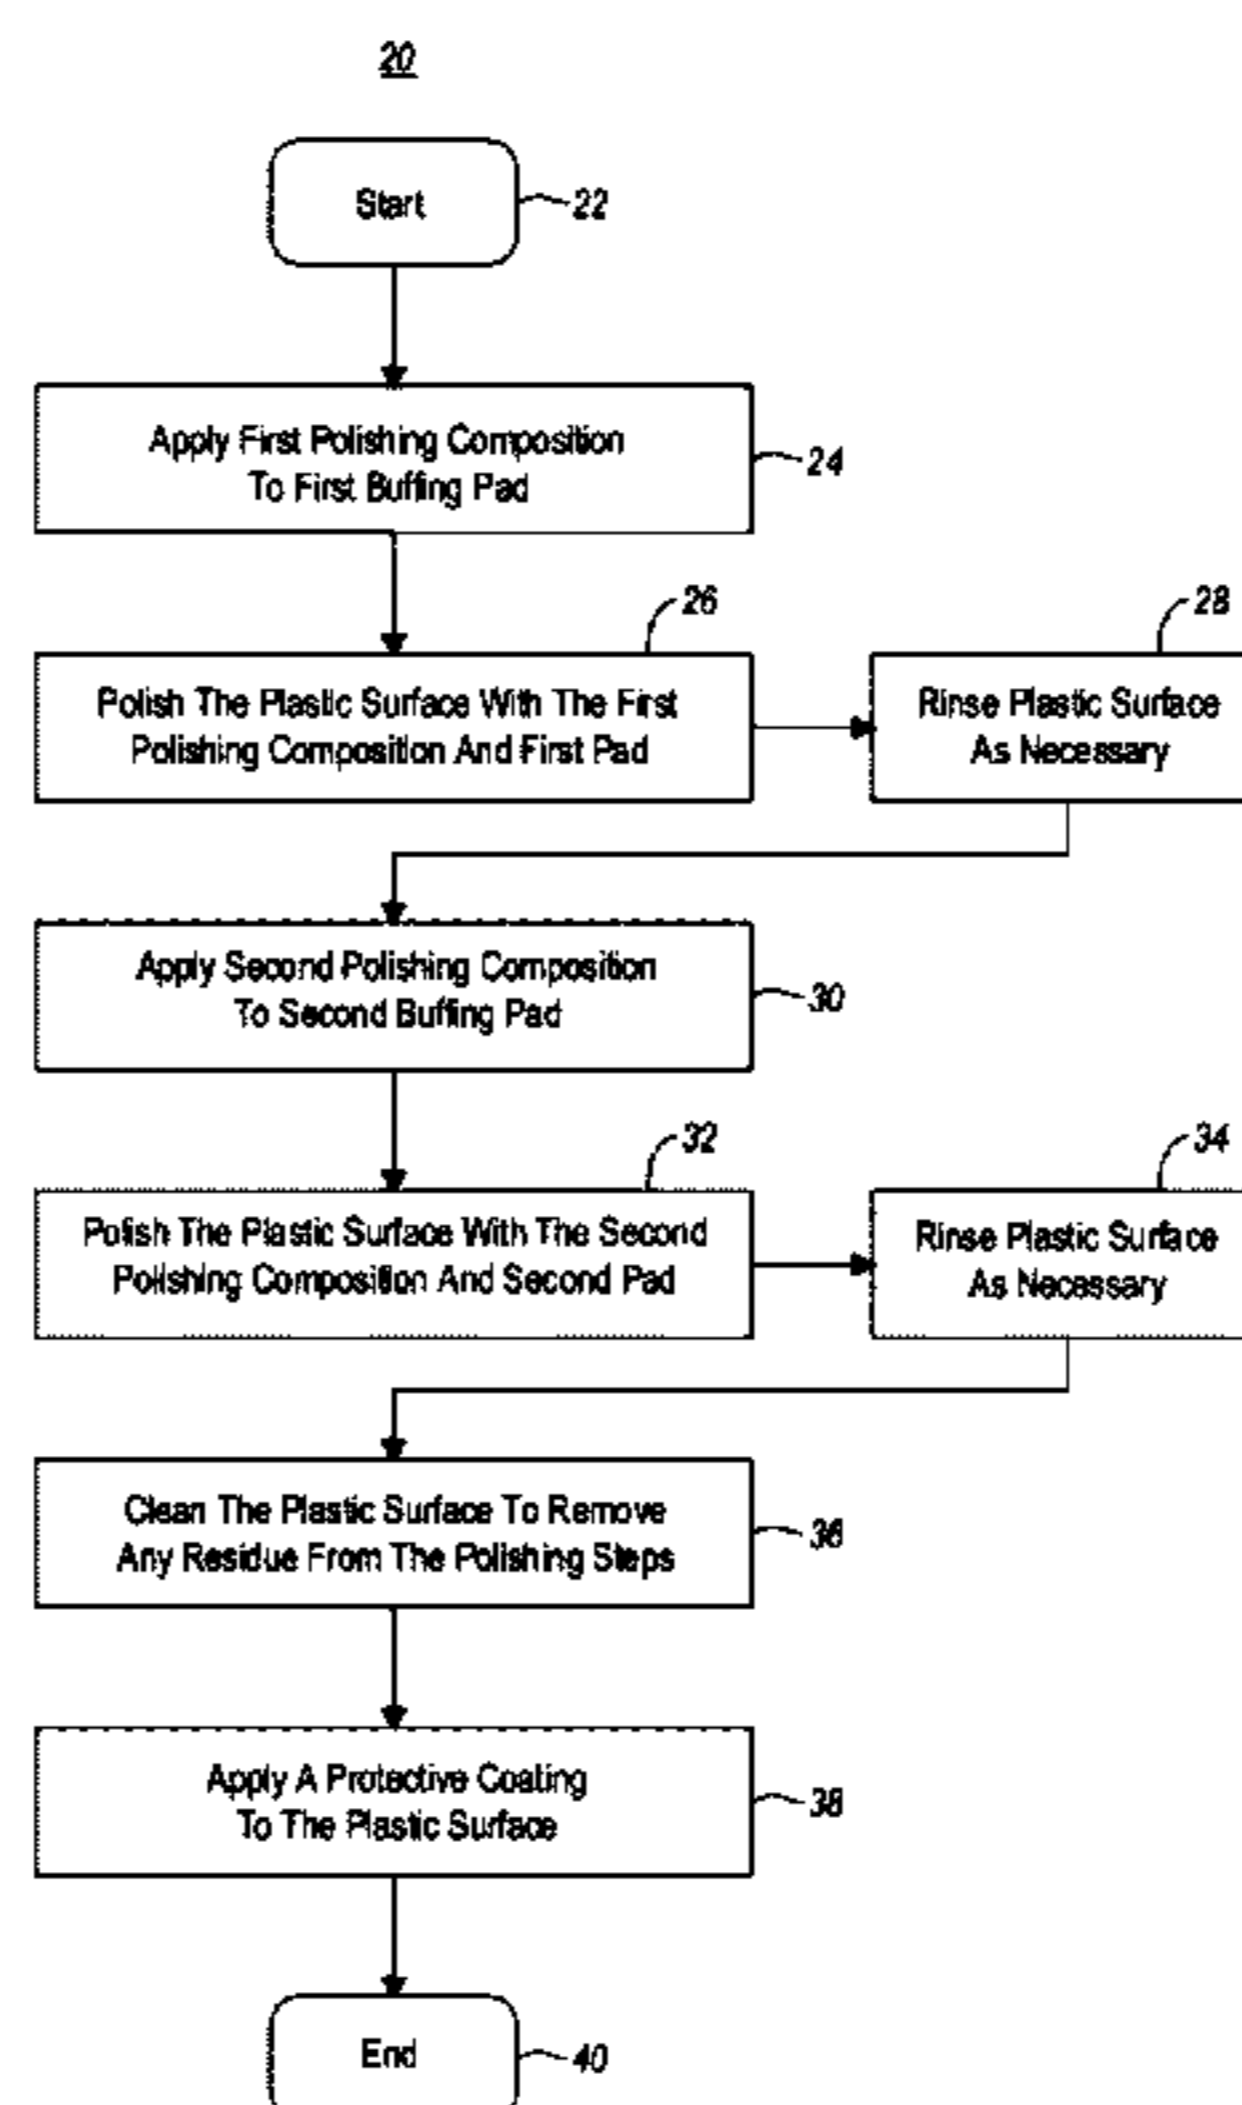 20
Start
22
Apply First Polishing Composition
To First Buffing Pad
24
26
Polish The Plastic Surface With The First
Polishing Composition And First Pad
28
Rinse Plastic Surface
As Necessary
Apply Second Polishing Composition
To Second Buffing Pad
30
32
Polish The Plastic Surface With The Second
Polishing Composition And Second Pad
34
Rinse Plastic Surface
As Necessary
Clean The Plastic Surface To Remove
Any Residue From The Polishing Steps
36
Apply A Protective Coating
To The Plastic Surface
38
End
40